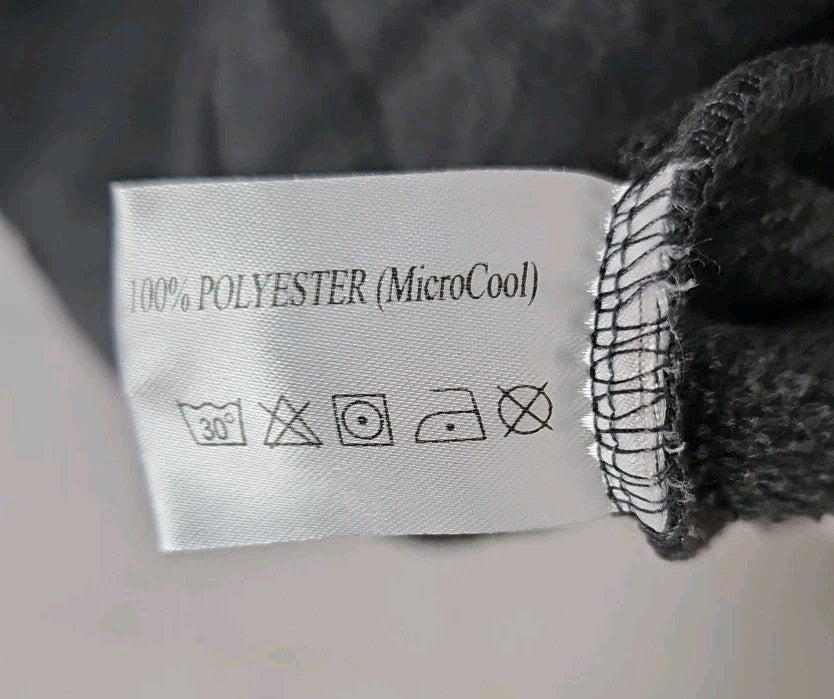 100% POLYESTER (MicroCool)
30°